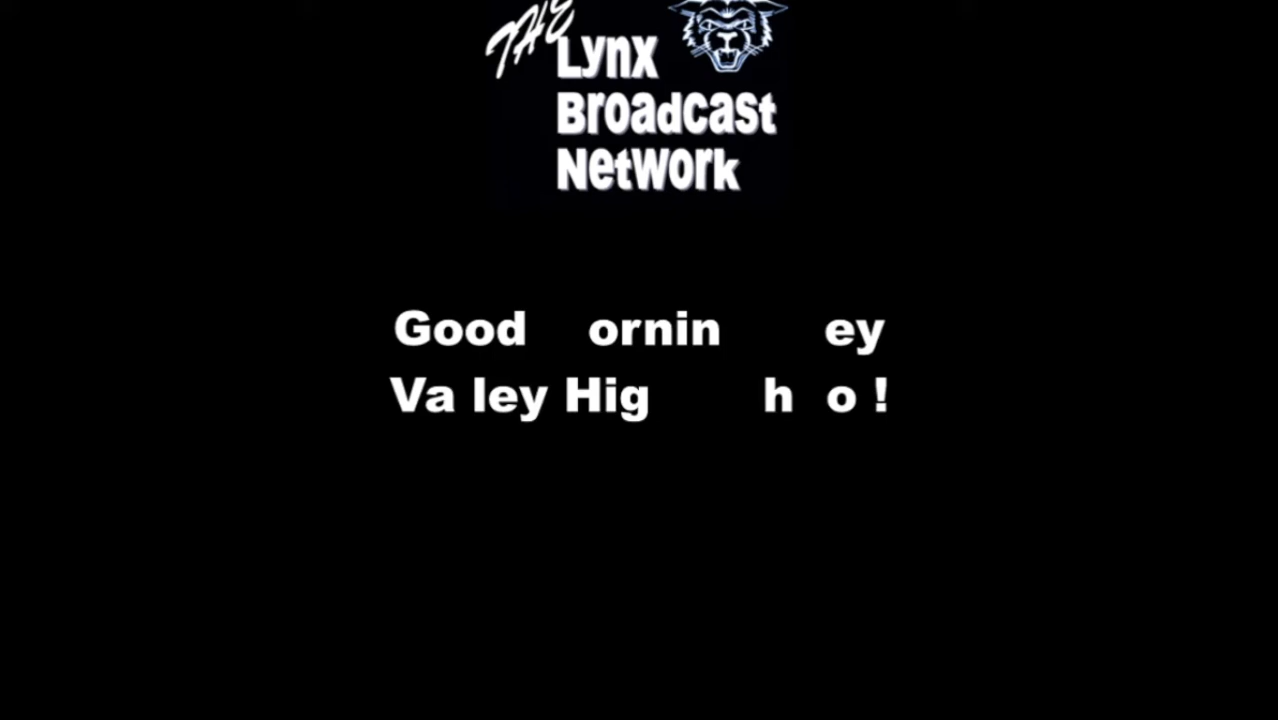 THE
Lynx
Broadcast
Network
Good ornin ey
Va ley Hig h o !